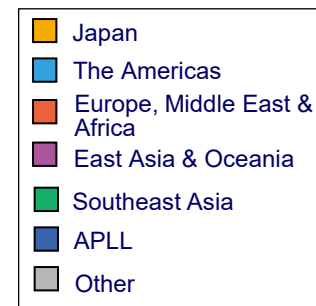 Japan
The Americas
Europe, Middle East &
Africa
East Asia & Oceania
Southeast Asia
APLL
Other